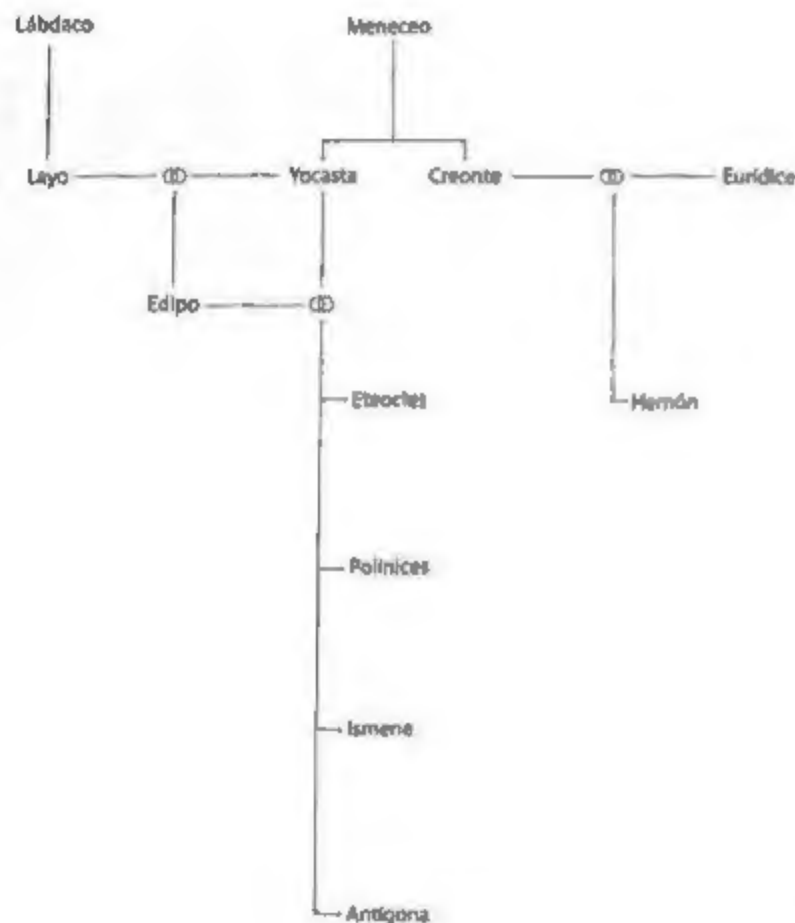 Lábdaco Meneceo
Layo Yocasta Creonte Eurídice
Edipo
Eteocles Hemón
Polinices
Ismene
Antígona